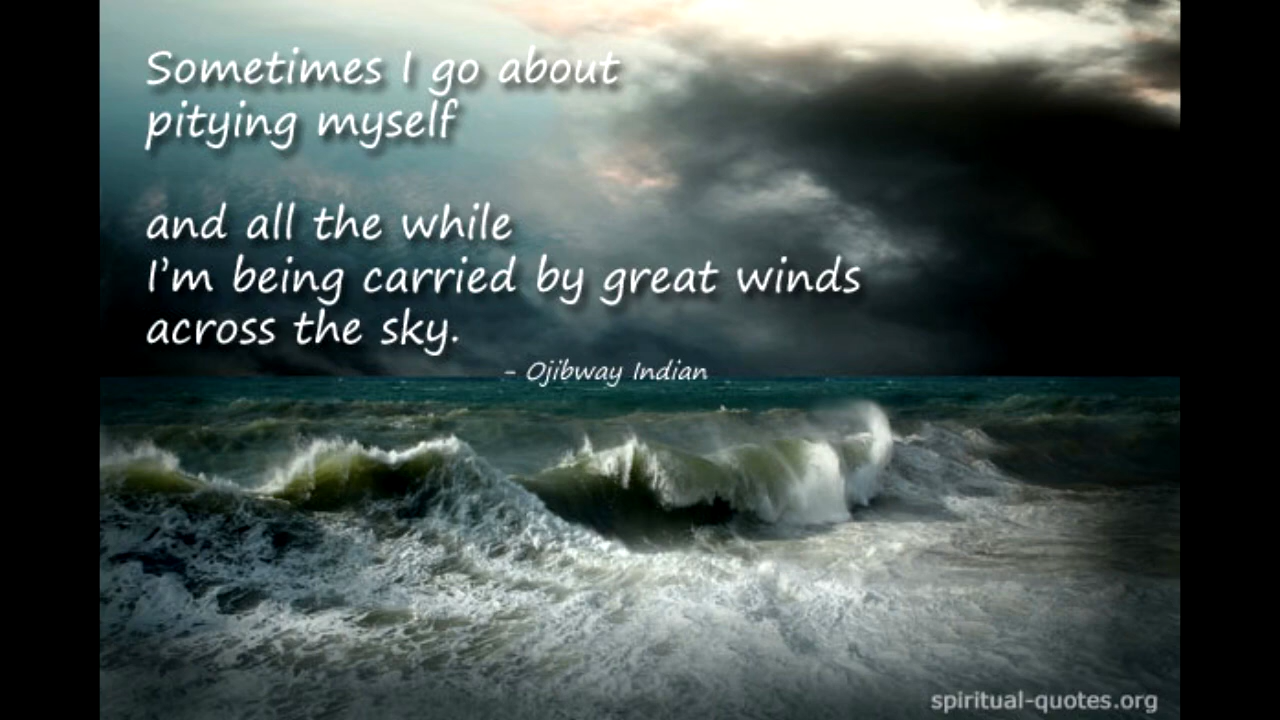 Sometimes I go about
pitying myself
and all the while
I'm being carried by great winds
across the sky.
- Ojibway Indian
spiritual-quotes.org